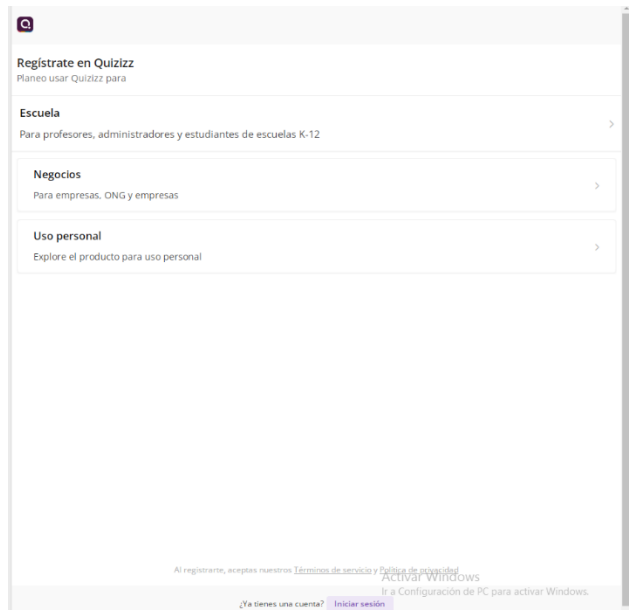 Regístrate en Quizizz
Planeo usar Quizizz para
Escuela
Para profesores, administradores y estudiantes de escuelas K-12
Negocios
Para empresas, ONG y empresas
Uso personal
Explore el producto para uso personal
Al registrarte, aceptas nuestros Términos de servicio y Política de privacidad
Activar Windows
Ir a Configuración de PC para activar Windows.
¿Ya tienes una cuenta? Iniciar sesión